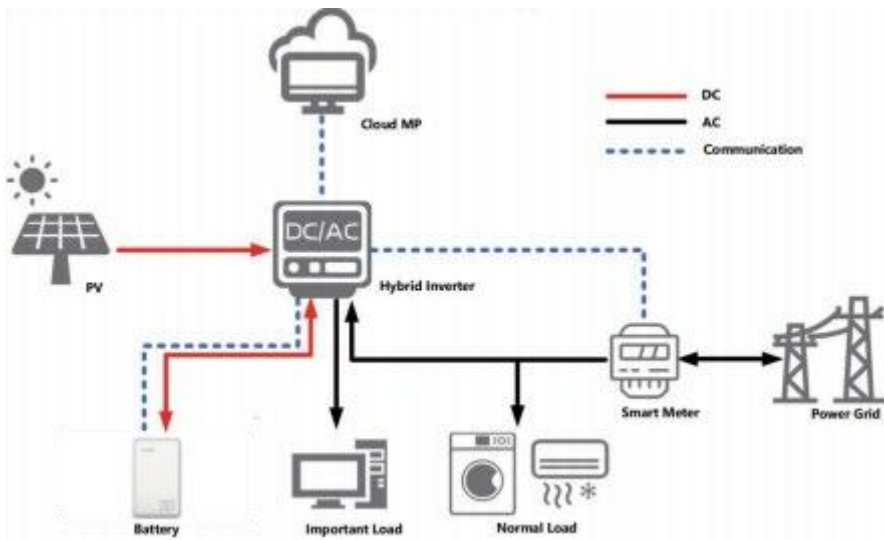 Cloud MP
DC
AC
Communication
DC/AC
PV
Hybrid Inverter
Smart Meter
Power Grid
Battery
Important Load
Normal Load